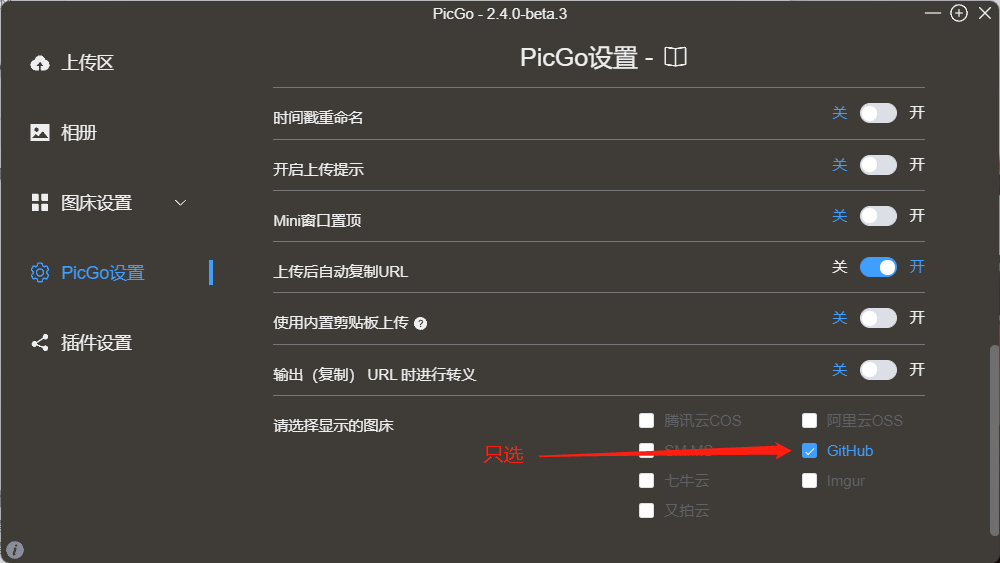 PicGo - 2.4.0-beta.3
上传区
相册
图床设置
PicGo设置
插件设置
PicGo设置 -
时间戳重命名 关 开
开启上传提示 关 开
Mini窗口置顶 关 开
上传后自动复制URL 关 开
使用内置剪贴板上传 ? 关 开
输出（复制） URL 时进行转义 关 开
请选择显示的图床 腾讯云COS 阿里云OSS
只选 SM.MS GitHub
七牛云 Imgur
又拍云